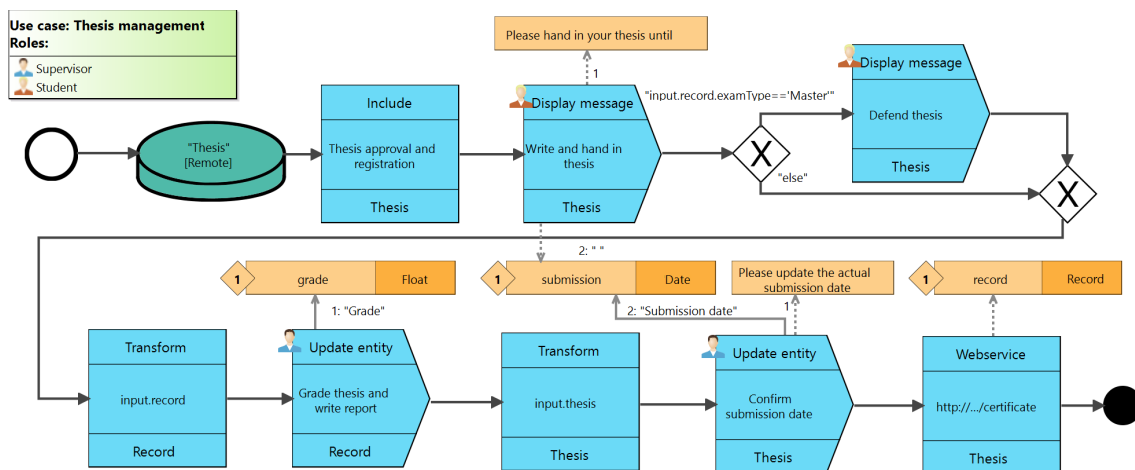 Use case: Thesis management
Roles:
Supervisor
Student
Please hand in your thesis until
1
"Thesis"
[Remote]
Include
Thesis approval and
registration
Thesis
Display message
Write and hand in
thesis
Thesis
"input.record.examType=='Master'"
X
"else"
Display message
Defend thesis
Thesis
X
2: " "
1
grade
Float
1: "Grade"
1
submission
Date
2: "Submission date"
Please update the actual
submission date
1
1
record
Record
Transform
input.record
Record
Update entity
Grade thesis and
write report
Record
Transform
input.thesis
Thesis
Update entity
Confirm
submission date
Thesis
Webservice
http://.../certificate
Thesis